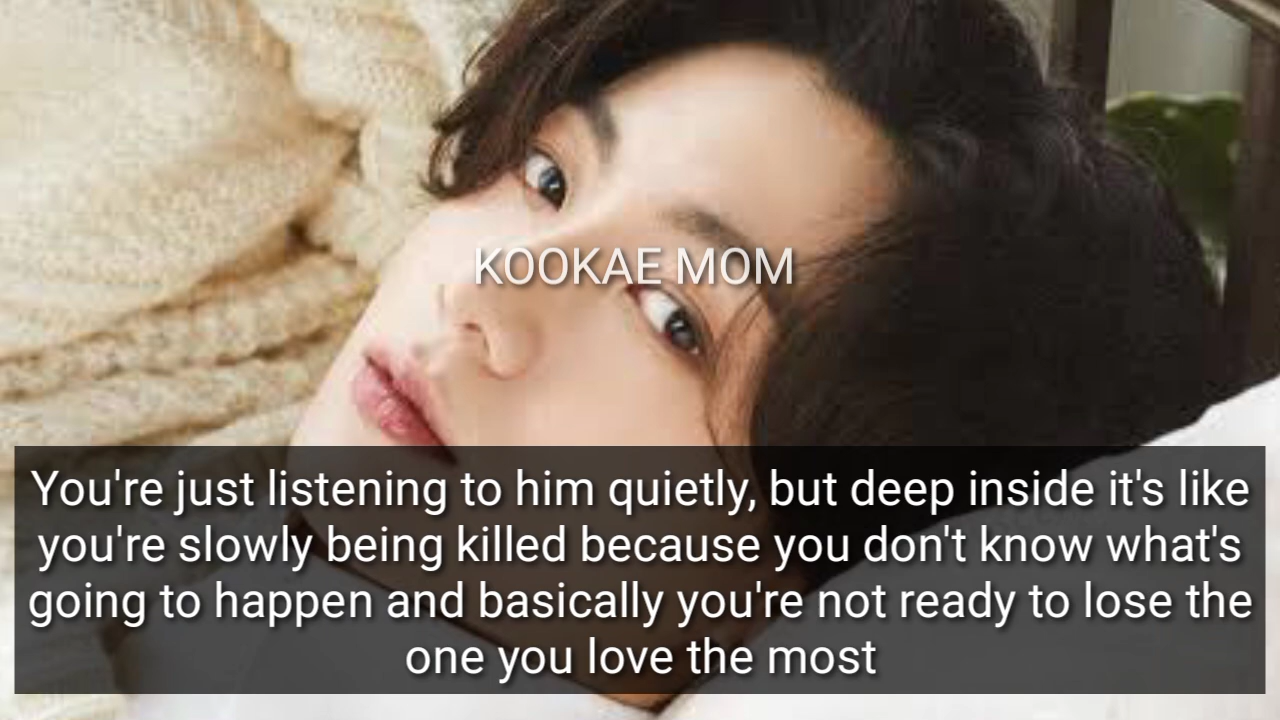 KOOKAE MOM
You're just listening to him quietly, but deep inside it's like
you're slowly being killed because you don't know what's
going to happen and basically you're not ready to lose the
one you love the most